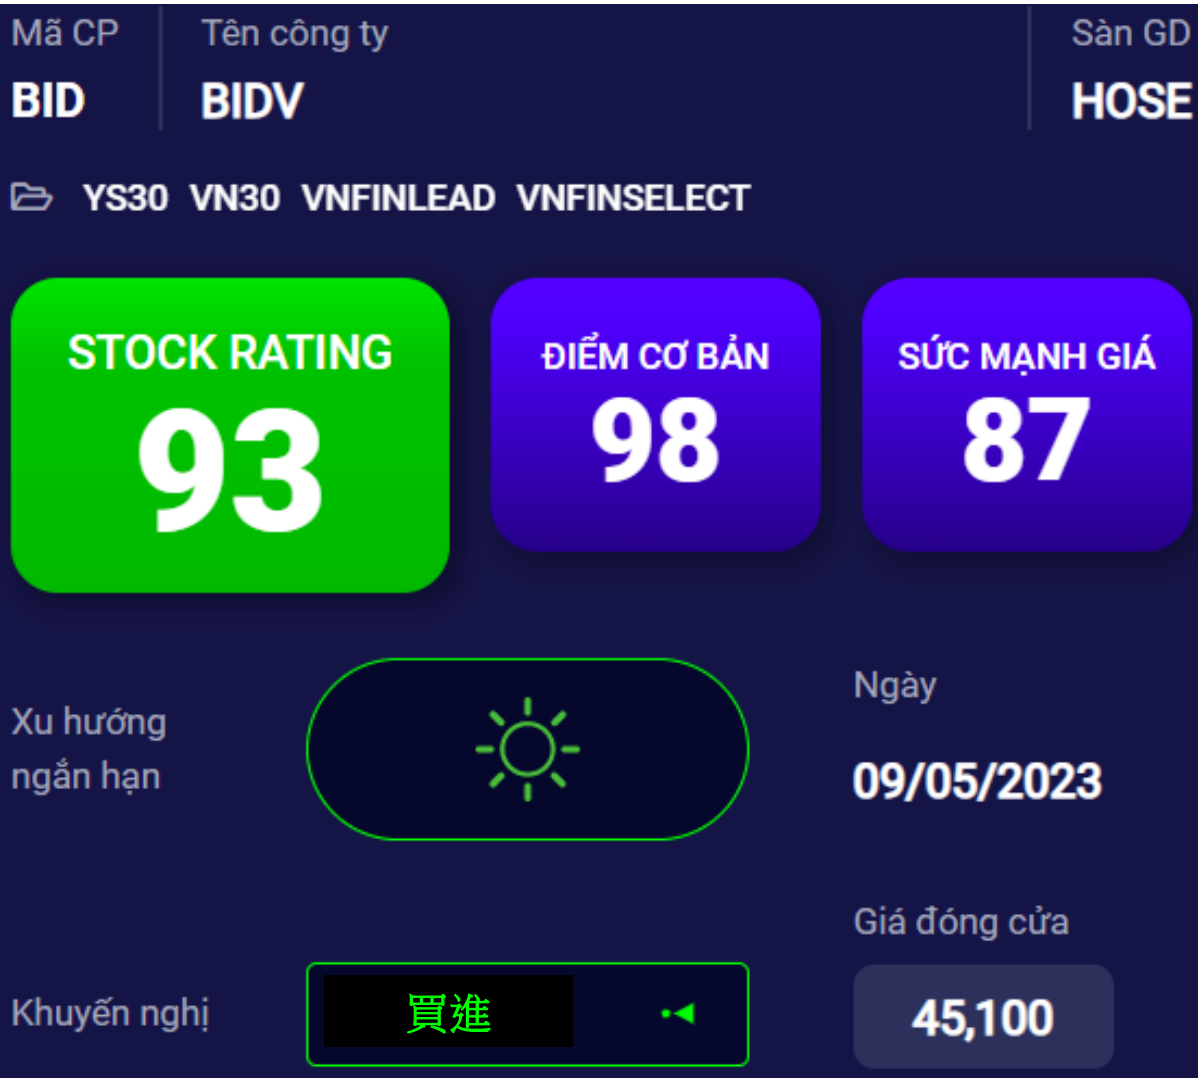 Mã CP Tên công ty Sàn GD
BID BIDV HOSE
YS30 VN30 VNFINLEAD VNFINSELECT
STOCK RATING
93
ĐIỂM CƠ BẢN
98
SỨC MẠNH GIÁ
87
Xu hướng
ngắn hạn
Ngày
09/05/2023
Khuyến nghị
買進
Giá đóng cửa
45,100